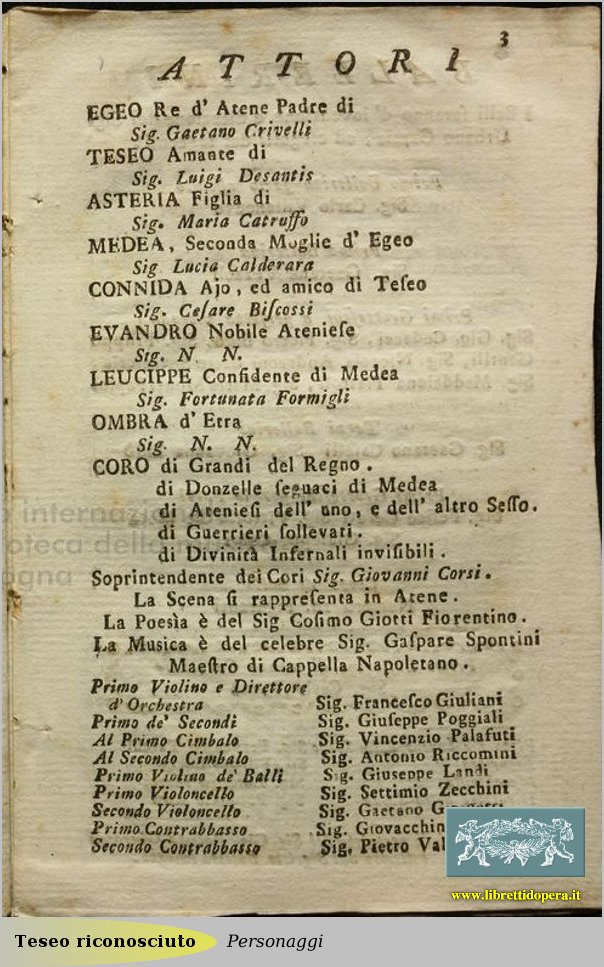 3
ATTORI
EGEO Re d' Atene Padre di
Sig. Gaetano Crivelli
TESEO Amante di
Sig. Luigi Desantis
ASTERIA Figlia di
Sig. Maria Catruffo
MEDEA, Seconda Moglie d' Egeo
Sig Lucia Calderara
CONNIDA Ajo, ed amico di Teſeo
Sig. Ceſare Biſcossi
EVANDRO Nobile Atenieſe
Sig. N. N.
LEUCIPPE Confidente di Medea
Sig. Fortunata Formigli
OMBRA d' Etra
Sig. N. N.
CORO di Grandi del Regno.
di Donzelle ſeguaci di Medea
di Ateniefi dell' uno, e dell' altro Seſſo.
di Guerrieri ſollevati.
di Divinità Infernali inviſibili.
Soprintendente dei Cori Sig. Giovanni Corsi.
La Scena ſi rappreſenta in Atene.
La Poesìa è del Sig Coſimo Giotti Fiorentino.
La Musica è del celebre Sig. Gaſpare Spontini
Maeſtro di Cappella Napoletano.
Primo Violino e Direttore
d' Orchestra Sig. Franceſco Giuliani
Primo de' Secondi Sig. Giuſeppe Poggiali
Al Primo Cimbalo Sig. Vincenzio Palafuti
Al Secondo Cimbalo Sig. Antonio Riccomini
Primo Violino de' Balli Sig. Giuseppe Landi
Primo Violoncello Sig. Settimio Zecchini
Secondo Violoncello Sig. Gaetano
Primo Contrabbasso Sig. Giovacchin
Secondo Contrabbasso Sig. Pietro Val
www.librettidopera.it
Teseo riconosciuto Personaggi